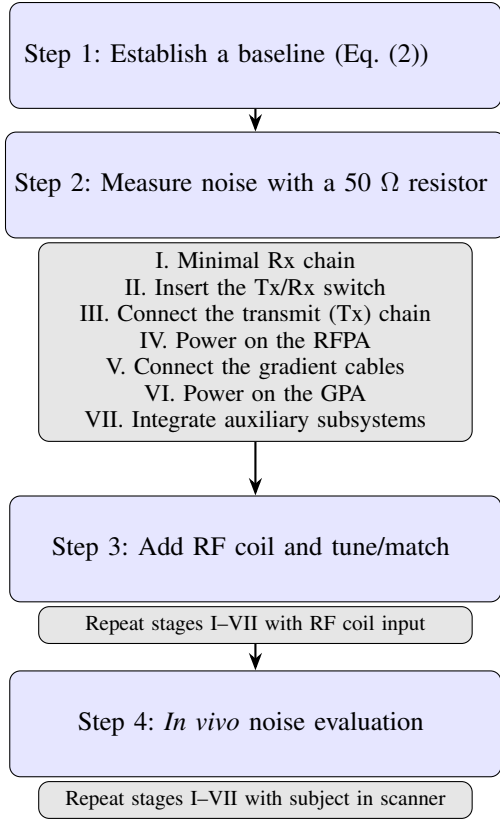 Step 1: Establish a baseline (Eq. (2))
Step 2: Measure noise with a 50 Ω resistor
I. Minimal Rx chain
II. Insert the Tx/Rx switch
III. Connect the transmit (Tx) chain
IV. Power on the RFPA
V. Connect the gradient cables
VI. Power on the GPA
VII. Integrate auxiliary subsystems
Step 3: Add RF coil and tune/match
Repeat stages I–VII with RF coil input
Step 4: In vivo noise evaluation
Repeat stages I–VII with subject in scanner